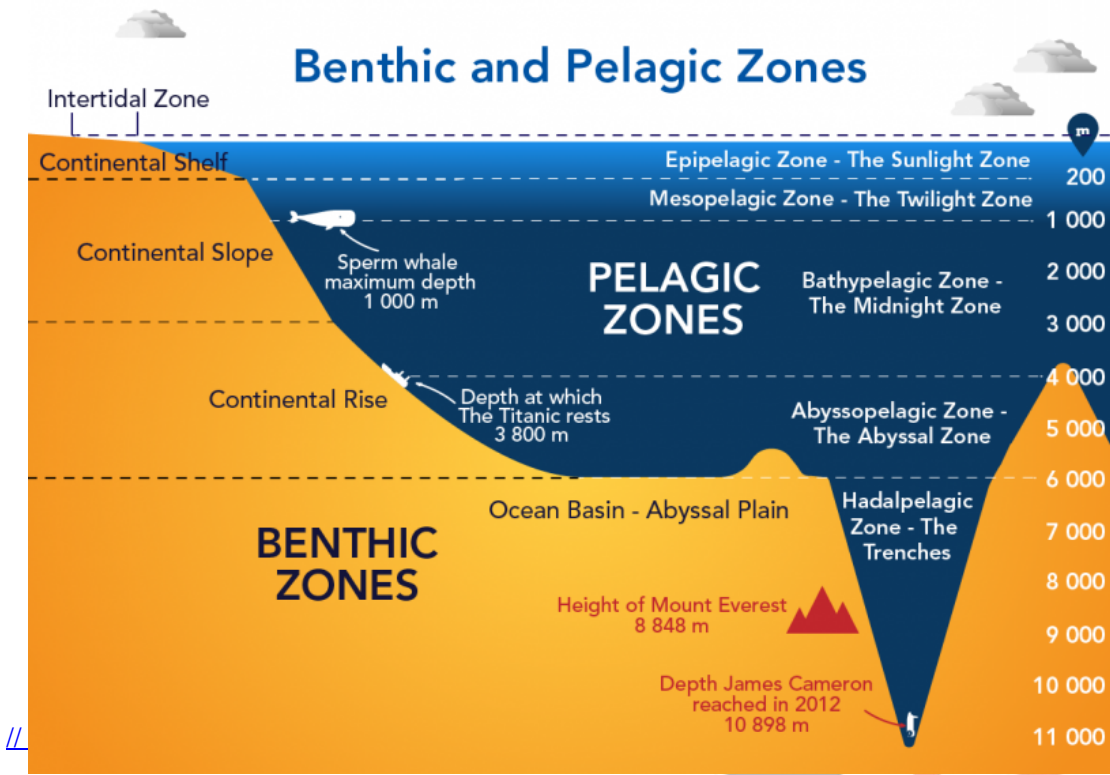 Benthic and Pelagic Zones
Intertidal Zone
m
Continental Shelf
Epipelagic Zone - The Sunlight Zone
200
Mesopelagic Zone - The Twilight Zone
1 000
Continental Slope
Sperm whale
maximum depth
1 000 m
PELAGIC
ZONES
Bathypelagic Zone -
The Midnight Zone
2 000
3 000
4 000
Continental Rise
Depth at which
The Titanic rests
3 800 m
Abyssopelagic Zone -
The Abyssal Zone
5 000
6 000
Ocean Basin - Abyssal Plain
Hadalpelagic
Zone - The
Trenches
7 000
BENTHIC
ZONES
8 000
Height of Mount Everest
8 848 m
9 000
Depth James Cameron
reached in 2012
10 898 m
10 000
11 000
//